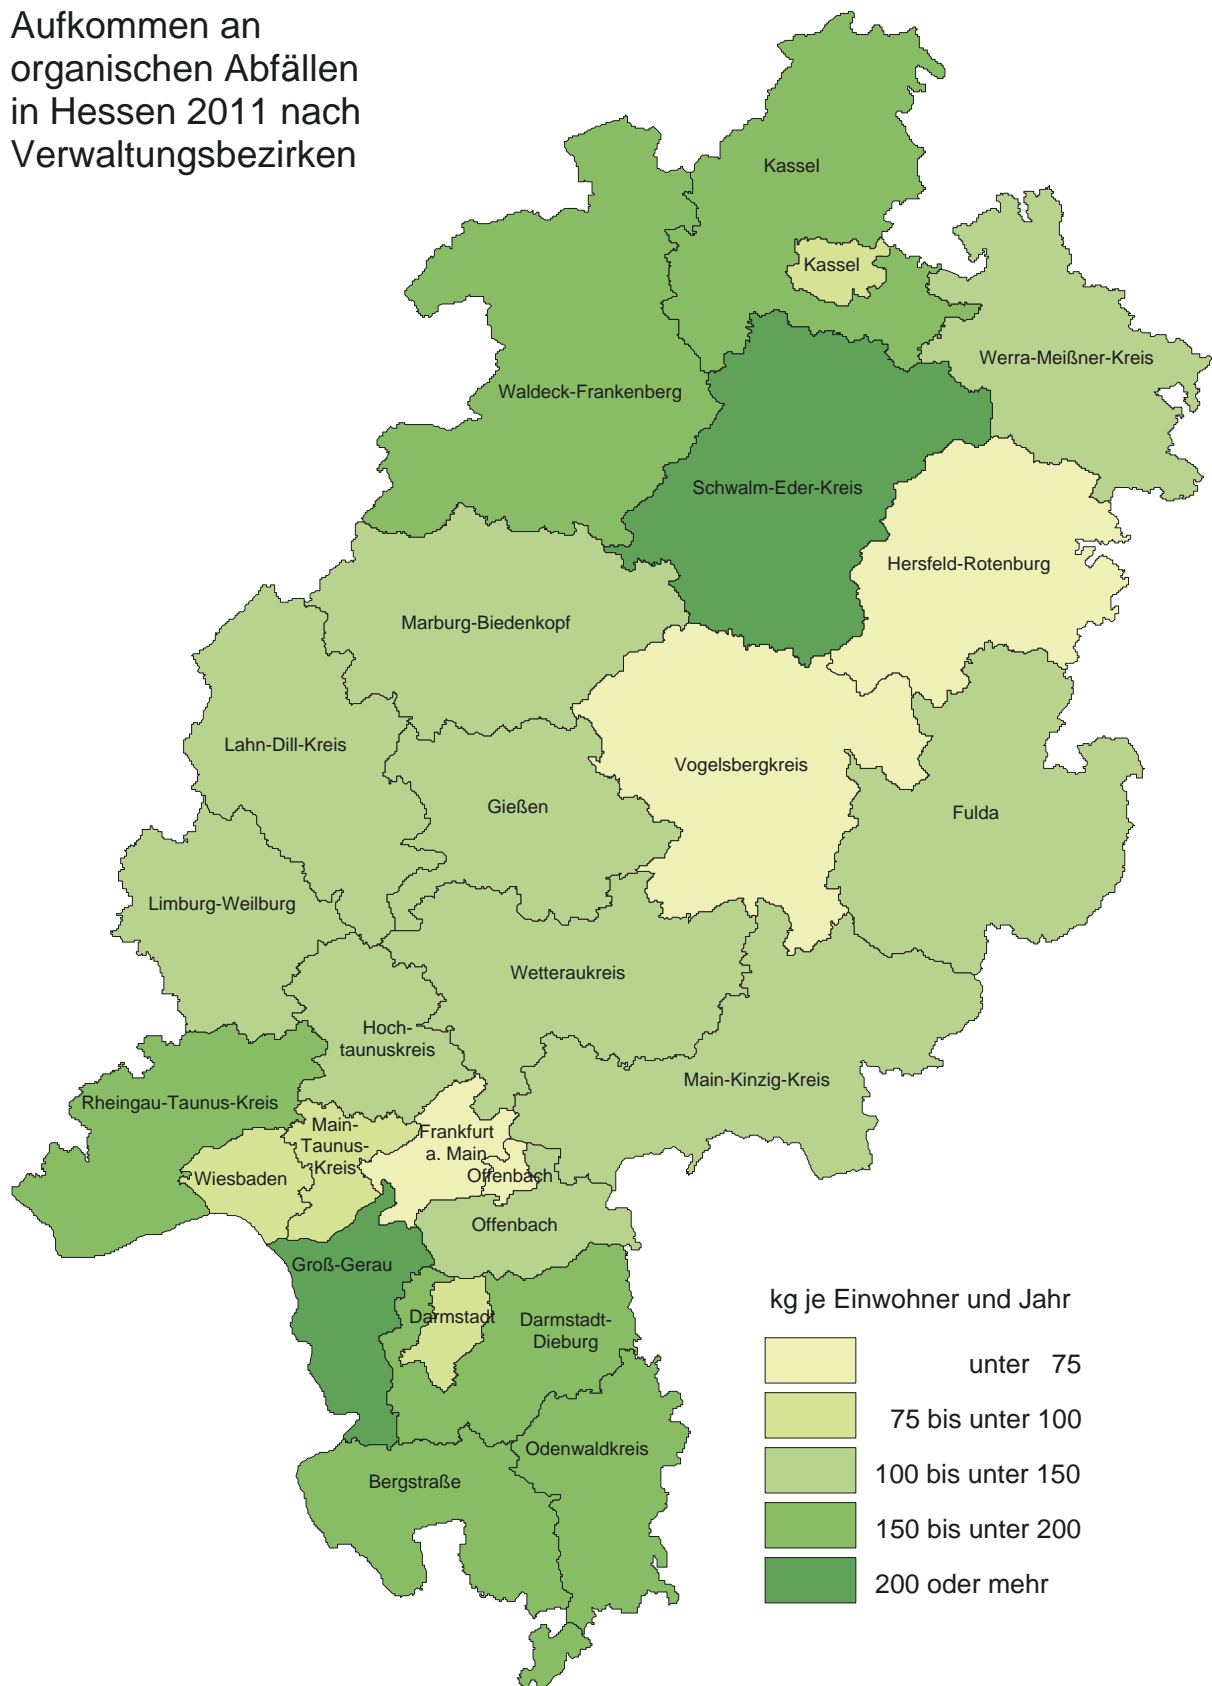 Aufkommen an
organischen Abfällen
in Hessen 2011 nach
Verwaltungsbezirken
Kassel
Kassel
Werra-Meißner-Kreis
Waldeck-Frankenberg
Schwalm-Eder-Kreis
Hersfeld-Rotenburg
Marburg-Biedenkopf
Lahn-Dill-Kreis
Vogelsbergkreis
Gießen
Fulda
Limburg-Weilburg
Wetteraukreis
Hoch-
taunuskreis
Main-Kinzig-Kreis
Rheingau-Taunus-Kreis
Main-
Taunus-
Kreis
Frankfurt
a. Main
Wiesbaden
Offenbach
Offenbach
Groß-Gerau
Darmstadt
Darmstadt-
Dieburg
Odenwaldkreis
Bergstraße
kg je Einwohner und Jahr
unter 75
75 bis unter 100
100 bis unter 150
150 bis unter 200
200 oder mehr